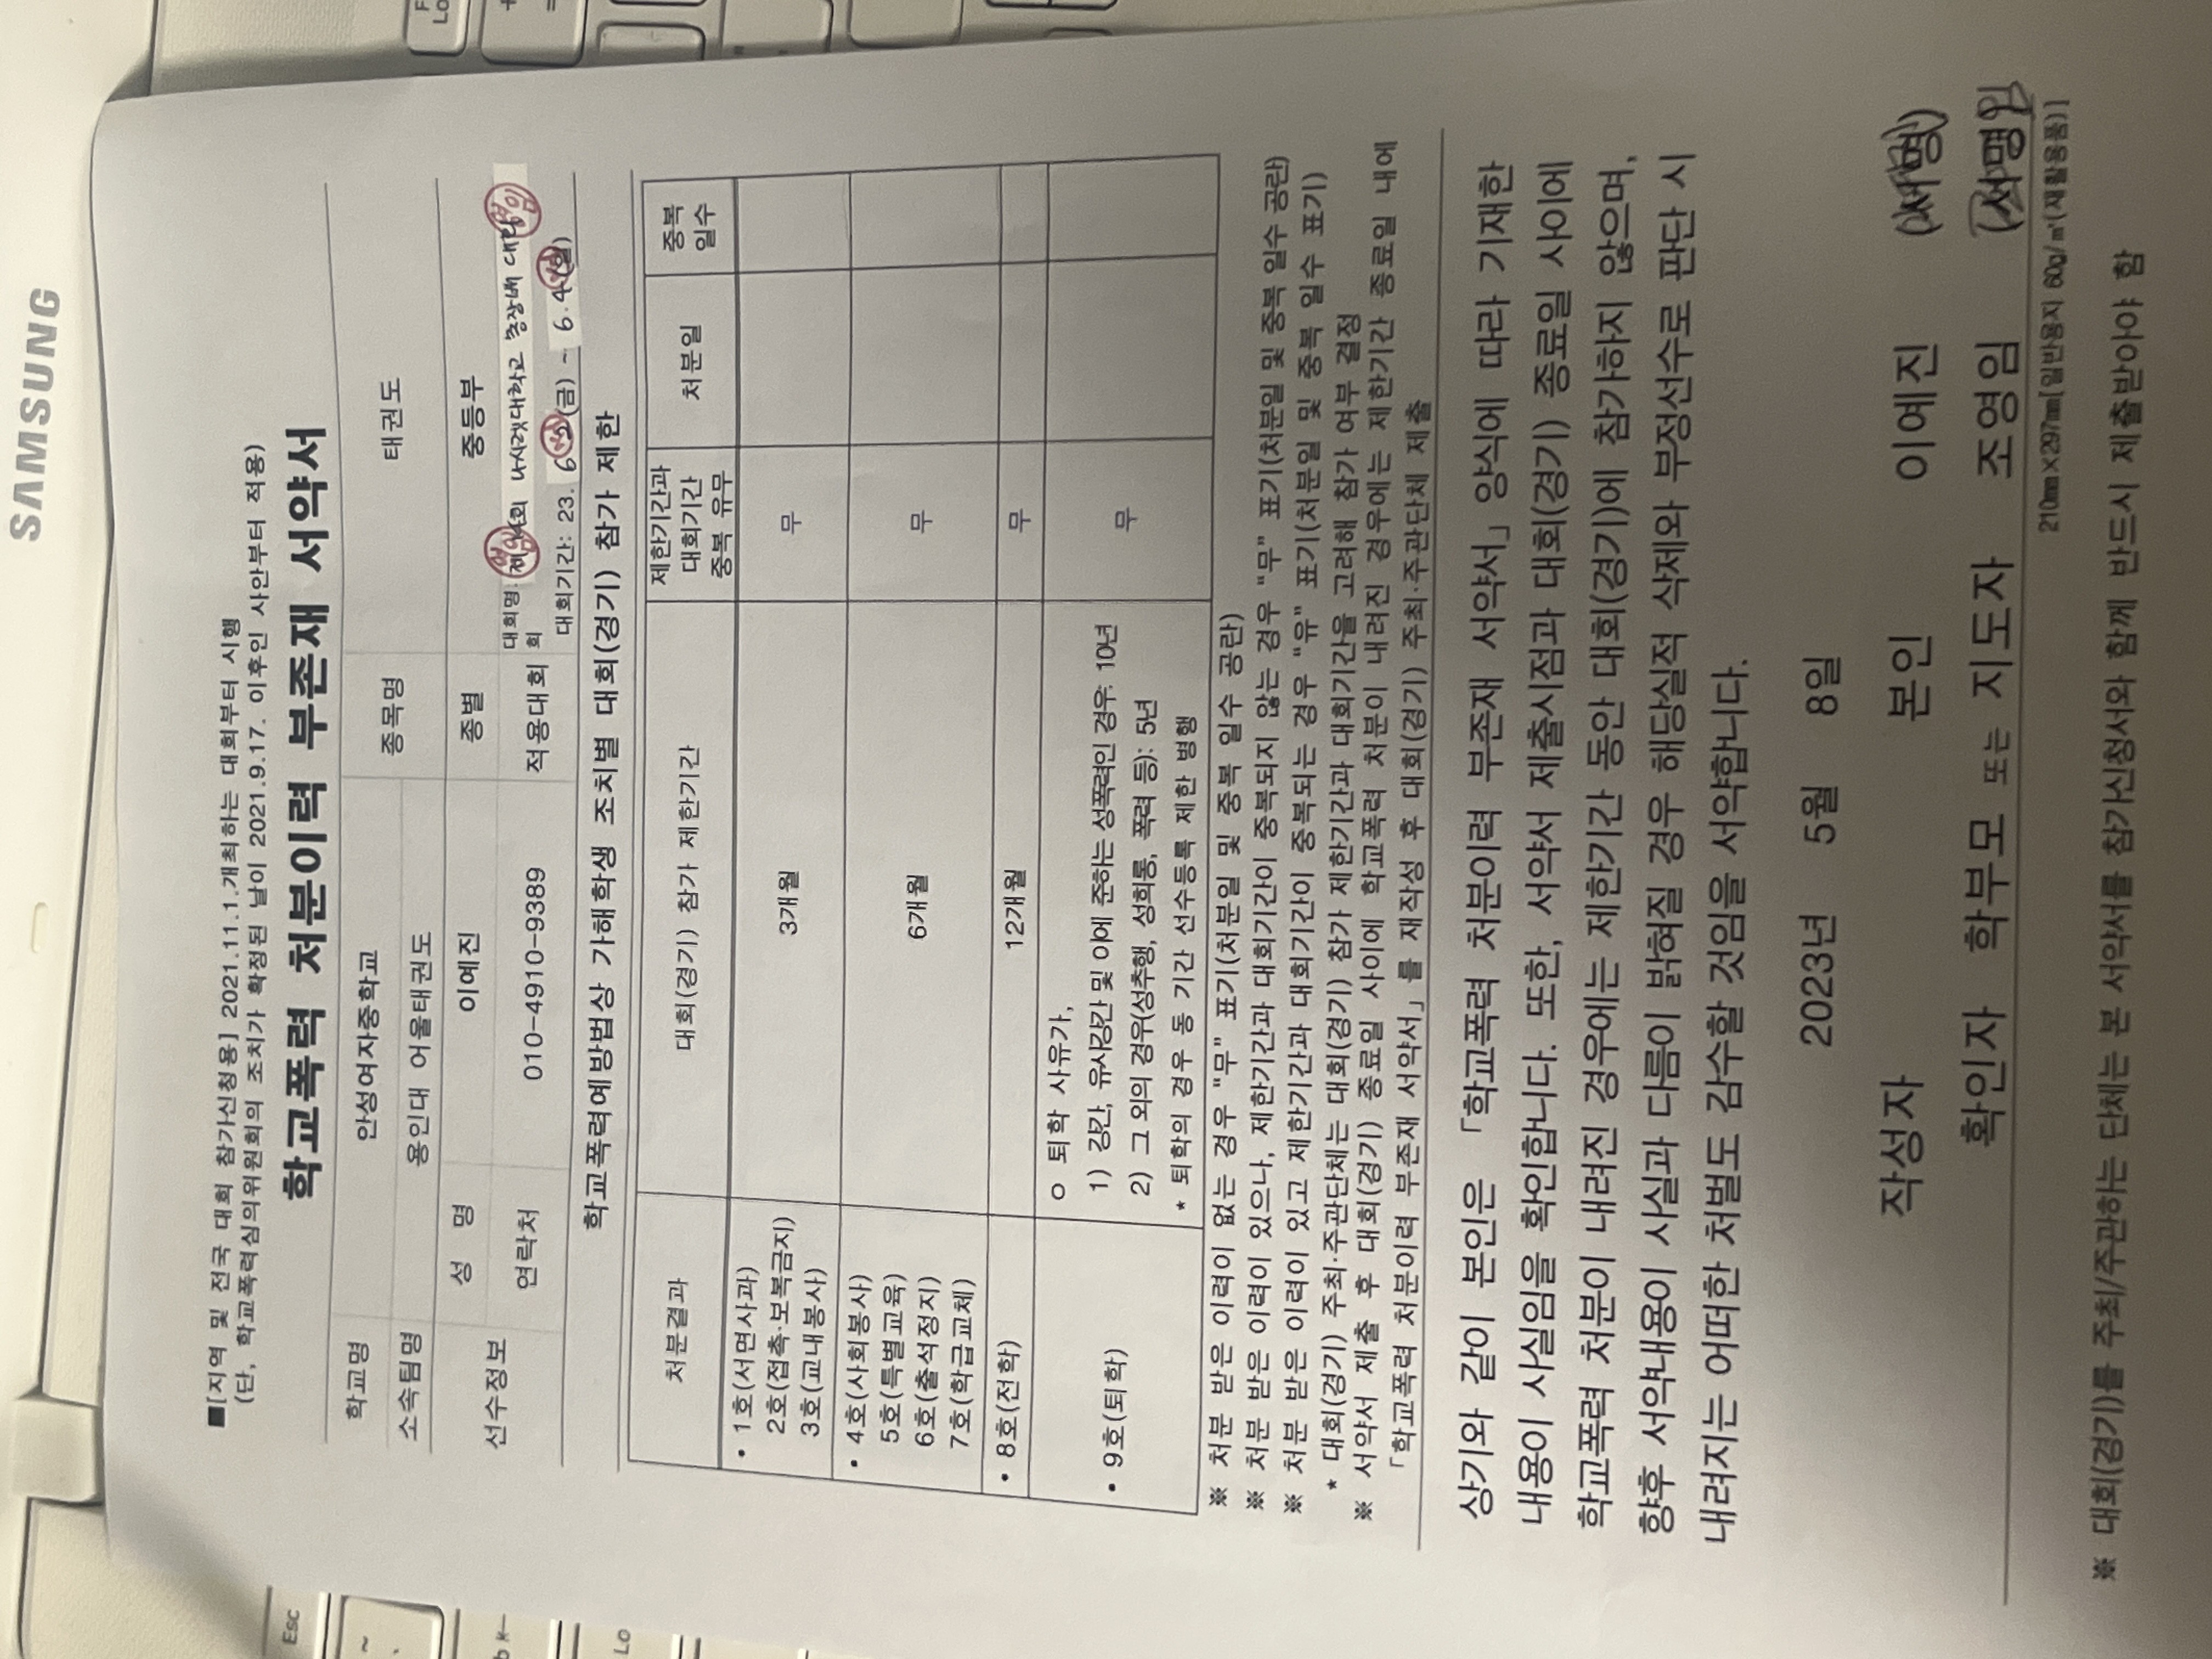 SAMSUNG
■[지역 및 전국 대회 참가신청용] 2021.11.1.개최하는 대회부터 시행
(단, 학교폭력심의위원회의 조치가 확정된 날이 2021.9.17. 이후인 사안부터 적용)
학교폭력 처분이력 부존재 서약서
학교명 안성여자중학교 종목명 태권도
소속팀명 용인대 어울태권도
선수정보 성 명 이예진 종별 중등부
연락처 010-4910-9389 적용대회 대회명: 제4회 나사렛대학교 총장배 대회
대회기간: 23. 6 (금) ~ 6.4(일)
학교폭력예방법상 가해학생 조치별 대회(경기) 참가 제한
처분결과 대회(경기) 참가 제한기간 제한기간과 대회기간 중복 유무 처분일 중복 일수
• 1호(서면사과)
2호(접촉·보복금지) 3개월 무
3호(교내봉사)
• 4호(사회봉사)
5호(특별교육) 6개월 무
6호(출석정지)
7호(학급교체)
• 8호(전학) 12개월 무
• 9호(퇴학) 무
ㅇ 퇴학 사유가,
1) 강간, 유사강간 및 이에 준하는 성폭력인 경우: 10년
2) 그 외의 경우(성추행, 성희롱, 폭력 등): 5년
* 퇴학의 경우 동 기간 선수등록 제한 병행
※ 처분 받은 이력이 없는 경우 "무" 표기(처분일 및 중복 일수 공란)
※ 처분 받은 이력이 있으나, 제한기간과 대회기간이 중복되지 않는 경우 "무" 표기(처분일 및 중복 일수 공란)
※ 처분 받은 이력이 있고 제한기간과 대회기간이 중복되는 경우 "유" 표기(처분일 및 중복 일수 표기)
* 대회(경기) 주최·주관단체는 대회(경기) 참가 제한기간과 대회기간을 고려해 참가 여부 결정
※ 서약서 제출 후 대회(경기) 종료일 사이에 학교폭력 처분이 내려진 경우에는 제한기간 종료일 내에
「학교폭력 처분이력 부존재 서약서」를 재작성 후 대회(경기) 주최·주관단체 제출
상기와 같이 본인은 「학교폭력 처분이력 부존재 서약서」 양식에 따라 기재한
내용이 사실임을 확인합니다. 또한, 서약서 제출시점과 대회(경기) 종료일 사이에
학교폭력 처분이 내려진 경우에는 제한기간 동안 대회(경기)에 참가하지 않으며,
향후 서약내용이 사실과 다름이 밝혀질 경우 해당실적 삭제와 부정선수로 판단 시
내려지는 어떠한 처벌도 감수할 것임을 서약합니다.
2023년 5월 8일
작성자 본인 이예진 (서명)
확인자 학부모 또는 지도자 조영임 (서명)
210㎜×297㎜[일반용지 60g/㎡(재활용품)]
※ 대회(경기)를 주최/주관하는 단체는 본 서약서를 참가신청서와 함께 반드시 제출받아야 함
Esc